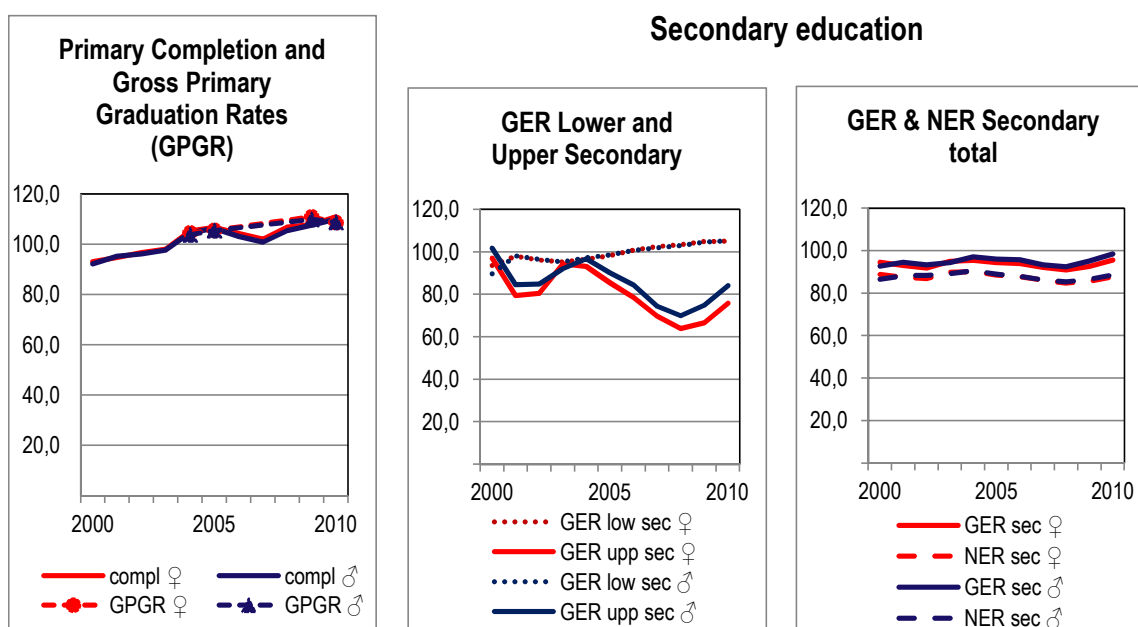 Secondary education
Primary Completion and
Gross Primary
Graduation Rates
(GPGR)
120,0
100,0
80,0
60,0
40,0
20,0
2000 2005 2010
compl ♀ compl ♂
GPGR ♀ GPGR ♂
GER Lower and
Upper Secondary
120,0
100,0
80,0
60,0
40,0
20,0
2000 2005 2010
GER low sec ♀
GER upp sec ♀
GER low sec ♂
GER upp sec ♂
GER & NER Secondary
total
120,0
100,0
80,0
60,0
40,0
20,0
2000 2005 2010
GER sec ♀
NER sec ♀
GER sec ♂
NER sec ♂